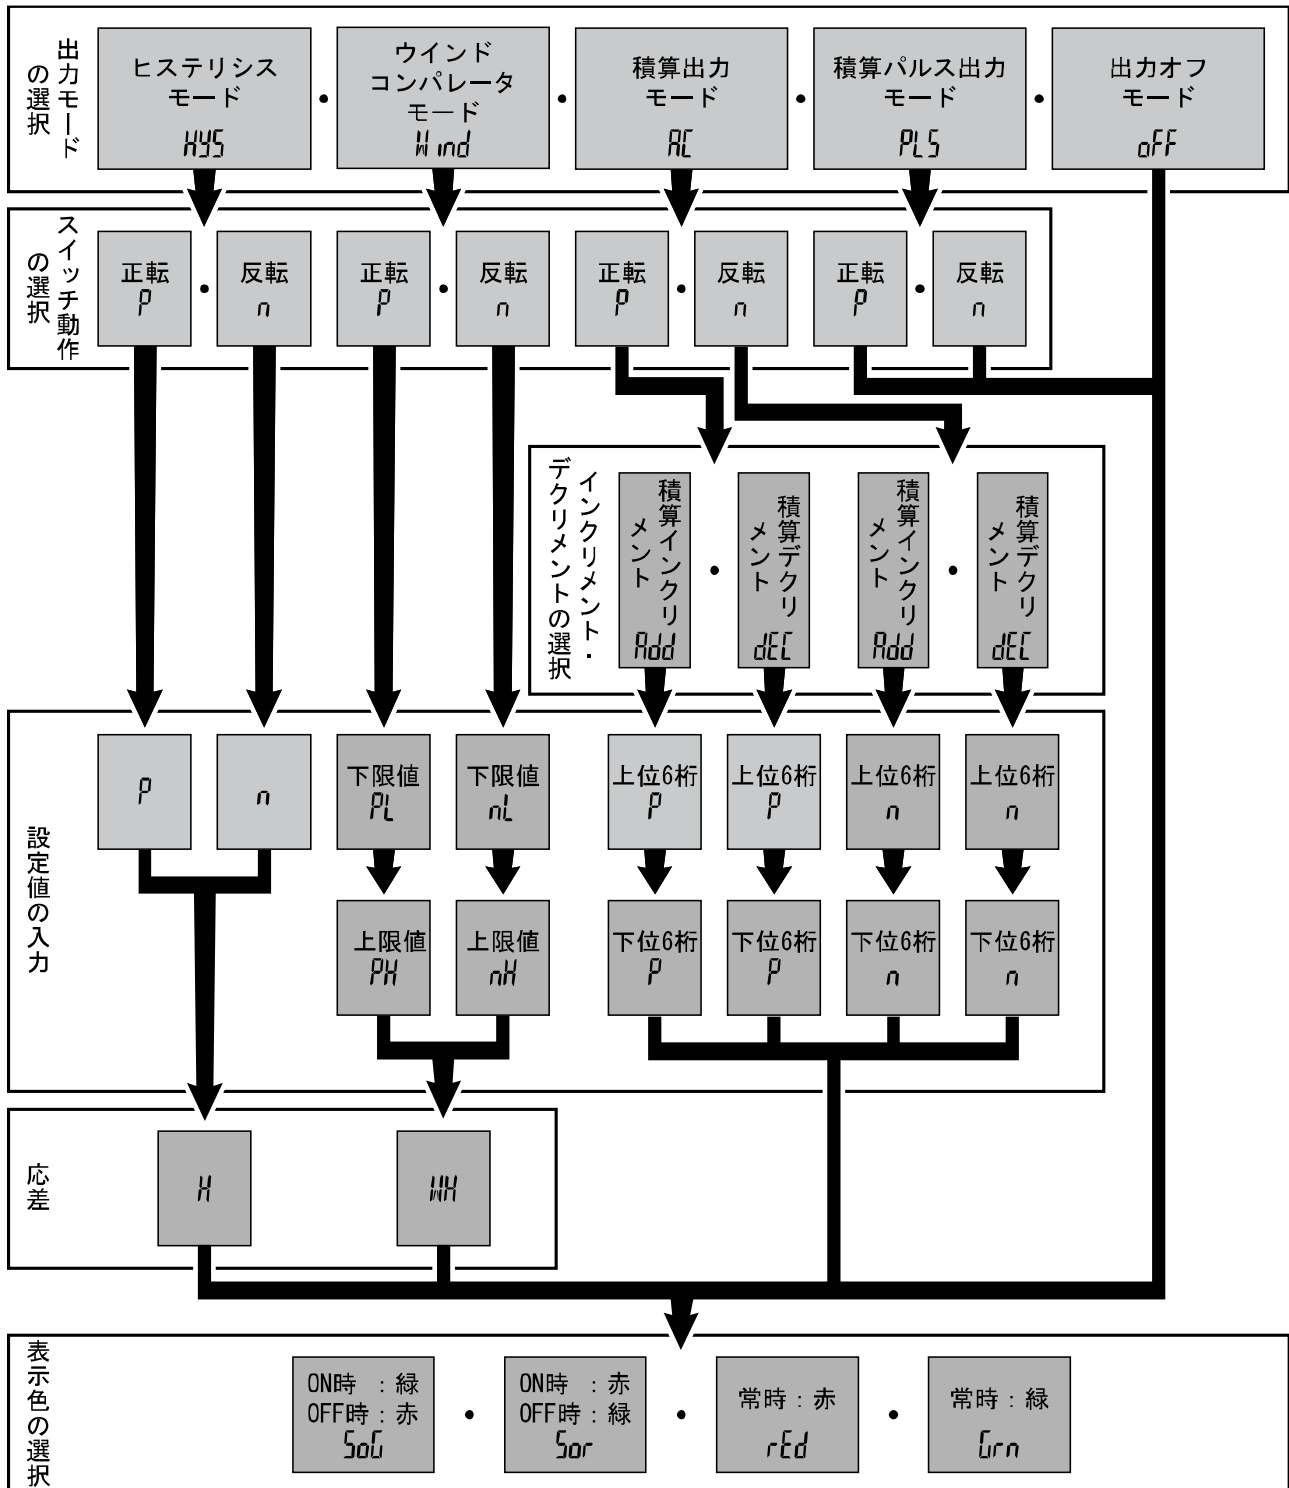 出力モード
の選択
ヒステリシス
モード
HYS
ウインド
コンパレータ
モード
Wind
積算出力
モード
AC
積算パルス出力
モード
PLS
出力オフ
モード
oFF
スイッチ動作
の選択
正転
P
反転
n
正転
P
反転
n
正転
P
反転
n
正転
P
反転
n
インクリメント・
デクリメントの選択
積算インクリ
メント
Add
積算デクリ
メント
dEC
積算インクリ
メント
Add
積算デクリ
メント
dEC
設定値の入力
P
n
下限値
PL
下限値
nL
上位6桁
P
上位6桁
P
上位6桁
n
上位6桁
n
上限値
PH
上限値
nH
下位6桁
P
下位6桁
P
下位6桁
n
下位6桁
n
応差
H
WH
表示色の選択
ON時 :緑
OFF時:赤
SoG
ON時 :赤
OFF時:緑
Sor
常時:赤
rEd
常時:緑
Grn